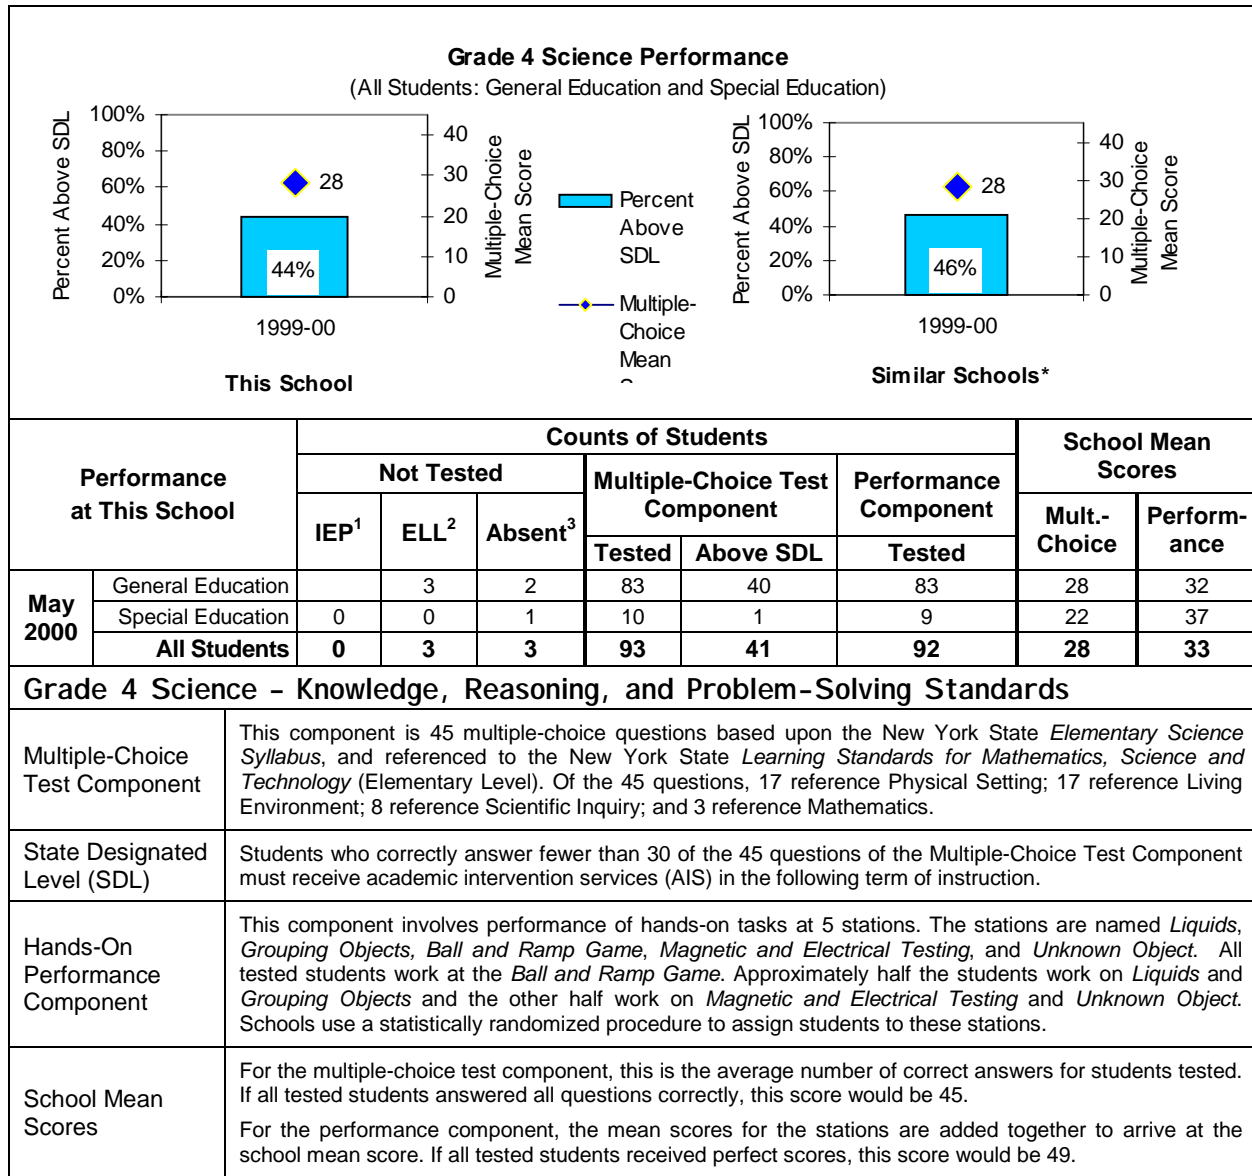 Grade 4 Science Performance
(All Students: General Education and Special Education)
Percent Above SDL
100%
80%
60%
40%
20%
0%
28
44%
40
30
20
10
0
Multiple-Choice
Mean Score
1999-00
This School
Percent
Above
SDL
Multiple-
Choice
Mean
Percent Above SDL
100%
80%
60%
40%
20%
0%
28
46%
40
30
20
10
0
Multiple-Choice
Mean Score
1999-00
Similar Schools*
Performance
at This School
Counts of Students
School Mean
Scores
Not Tested
Multiple-Choice Test
Component
Performance
Component
IEP1 ELL2 Absent3
Tested Above SDL Tested
Mult.-
Choice
Perform-
ance
May
2000
General Education 3 2 83 40 83 28 32
Special Education 0 0 1 10 1 9 22 37
All Students 0 3 3 93 41 92 28 33
Grade 4 Science – Knowledge, Reasoning, and Problem-Solving Standards
Multiple-Choice
Test Component
This component is 45 multiple-choice questions based upon the New York State Elementary Science
Syllabus, and referenced to the New York State Learning Standards for Mathematics, Science and
Technology (Elementary Level). Of the 45 questions, 17 reference Physical Setting; 17 reference Living
Environment; 8 reference Scientific Inquiry; and 3 reference Mathematics.
State Designated
Level (SDL)
Students who correctly answer fewer than 30 of the 45 questions of the Multiple-Choice Test Component
must receive academic intervention services (AIS) in the following term of instruction.
Hands-On
Performance
Component
This component involves performance of hands-on tasks at 5 stations. The stations are named Liquids,
Grouping Objects, Ball and Ramp Game, Magnetic and Electrical Testing, and Unknown Object. All
tested students work at the Ball and Ramp Game. Approximately half the students work on Liquids and
Grouping Objects and the other half work on Magnetic and Electrical Testing and Unknown Object.
Schools use a statistically randomized procedure to assign students to these stations.
School Mean
Scores
For the multiple-choice test component, this is the average number of correct answers for students tested.
If all tested students answered all questions correctly, this score would be 45.
For the performance component, the mean scores for the stations are added together to arrive at the
school mean score. If all tested students received perfect scores, this score would be 49.